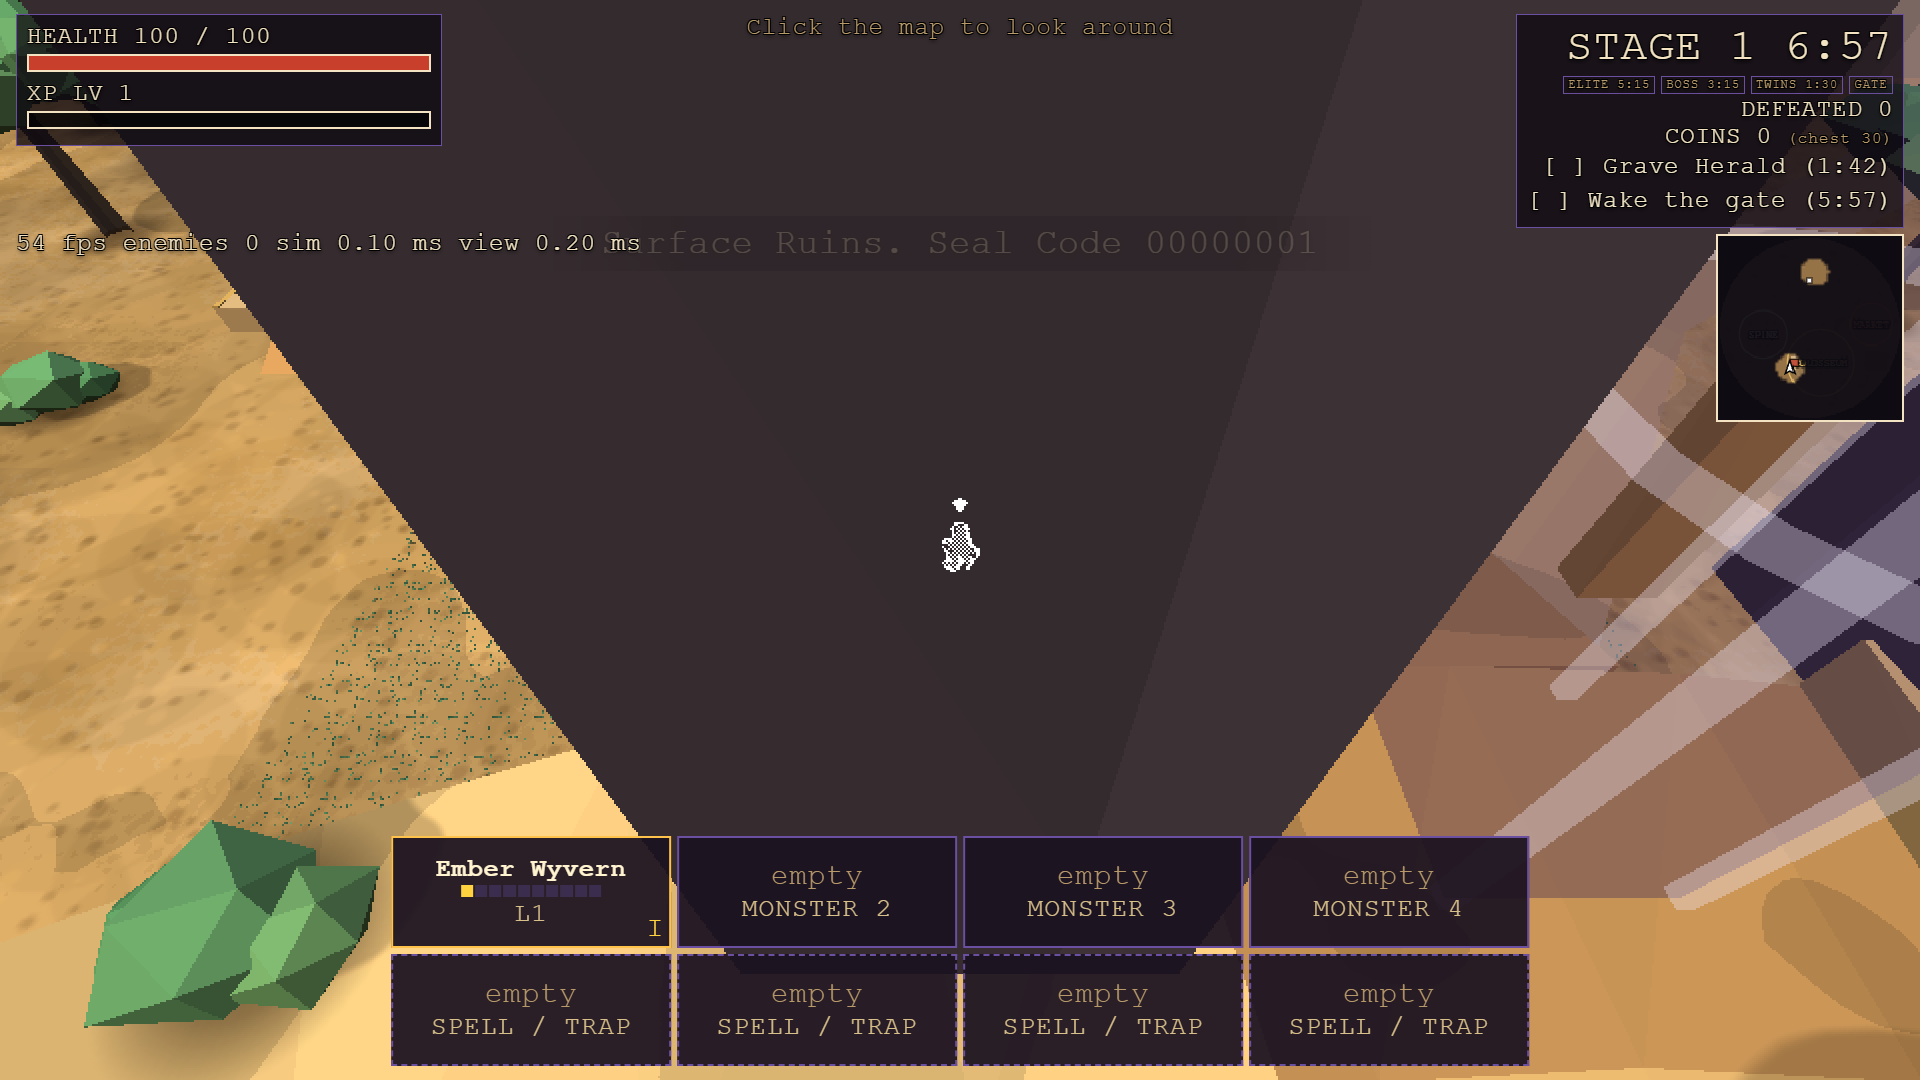 HEALTH 100 / 100
XP LV 1
Click the map to look around
STAGE 1 6:57
ELITE 5:15 BOSS 3:15 TWINS 1:30 GATE
DEFEATED 0
COINS 0 (chest 30)
[ ] Grave Herald (1:42)
[ ] Wake the gate (5:57)
54 fps enemies 0 sim 0.10 ms view 0.20 ms
Surface Ruins. Seal Code 00000001
Ember Wyvern
L1
I
empty
MONSTER 2
empty
MONSTER 3
empty
MONSTER 4
empty
SPELL / TRAP
empty
SPELL / TRAP
empty
SPELL / TRAP
empty
SPELL / TRAP